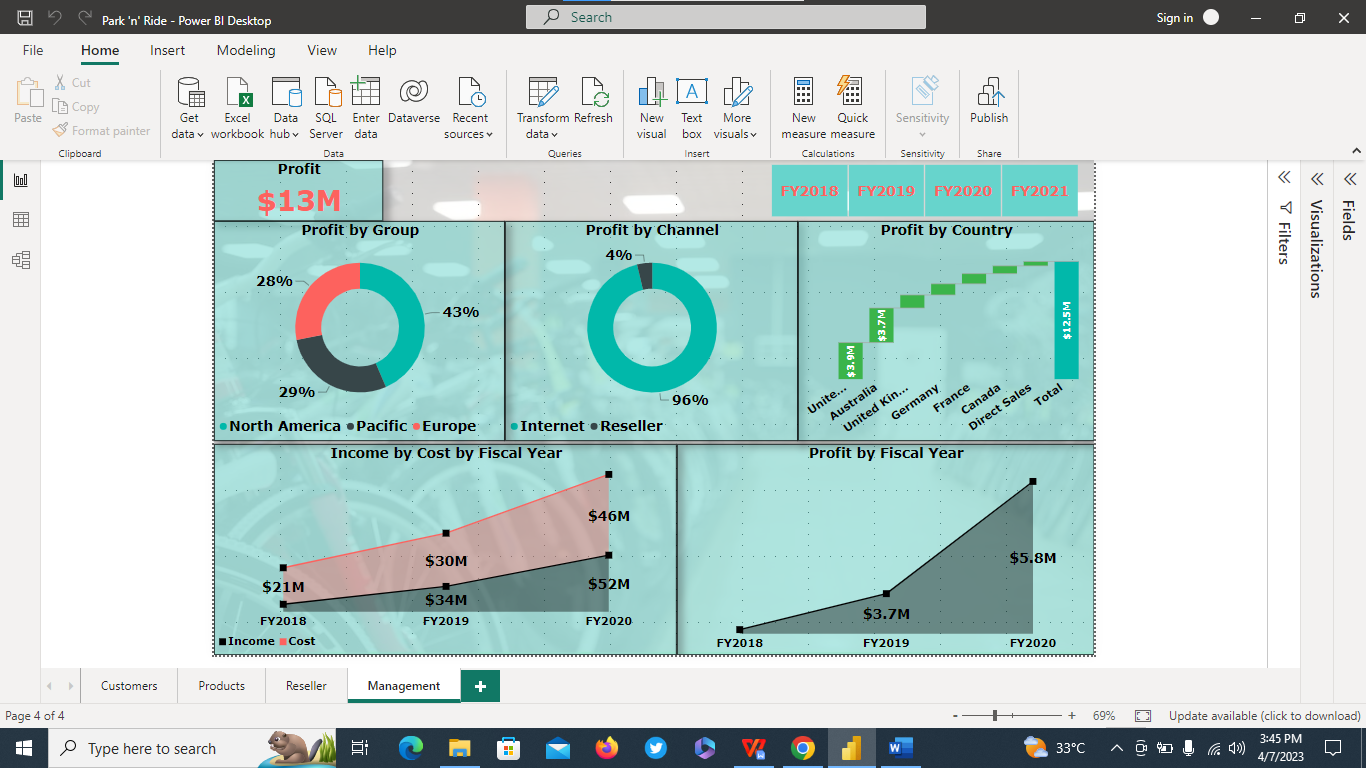 Park 'n' Ride - Power BI Desktop
Search
Sign in
File Home Insert Modeling View Help
Paste
Cut
Copy
Format painter
Clipboard
Get data
Excel workbook
Data hub
SQL Server
Enter data
Dataverse
Recent sources
Data
Transform data
Refresh
Queries
New visual
Text box
More visuals
Insert
New measure
Quick measure
Calculations
Sensitivity
Sensitivity
Publish
Share
Profit
$13M
FY2018 FY2019 FY2020 FY2021
Filters
Visualizations
Fields
Profit by Group
28%
43%
29%
North America Pacific Europe
Profit by Channel
4%
96%
Internet Reseller
Profit by Country
$3.9M
$3.7M
$12.5M
Unite...
Australia
United Kin...
Germany
France
Canada
Direct Sales
Total
Income by Cost by Fiscal Year
$46M
$30M
$21M
$52M
$34M
FY2018 FY2019 FY2020
Income Cost
Profit by Fiscal Year
$5.8M
$3.7M
FY2018 FY2019 FY2020
Customers Products Reseller Management +
Page 4 of 4
- + 69% Update available (click to download)
Type here to search
33°C
3:45 PM
4/7/2023